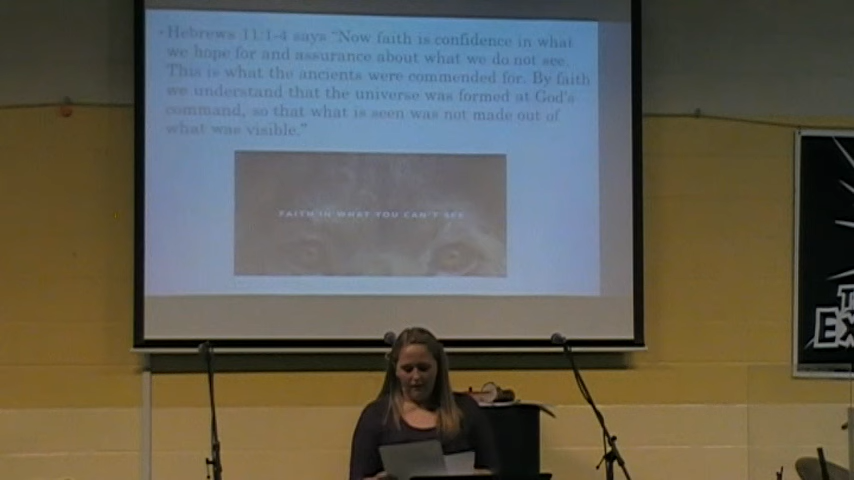 • Hebrews 11:1-4 says "Now faith is confidence in what
we hope for and assurance about what we do not see.
This is what the ancients were commended for. By faith
we understand that the universe was formed at God's
command, so that what is seen was not made out of
what was visible."
FAITH IN WHAT YOU CAN'T SEE